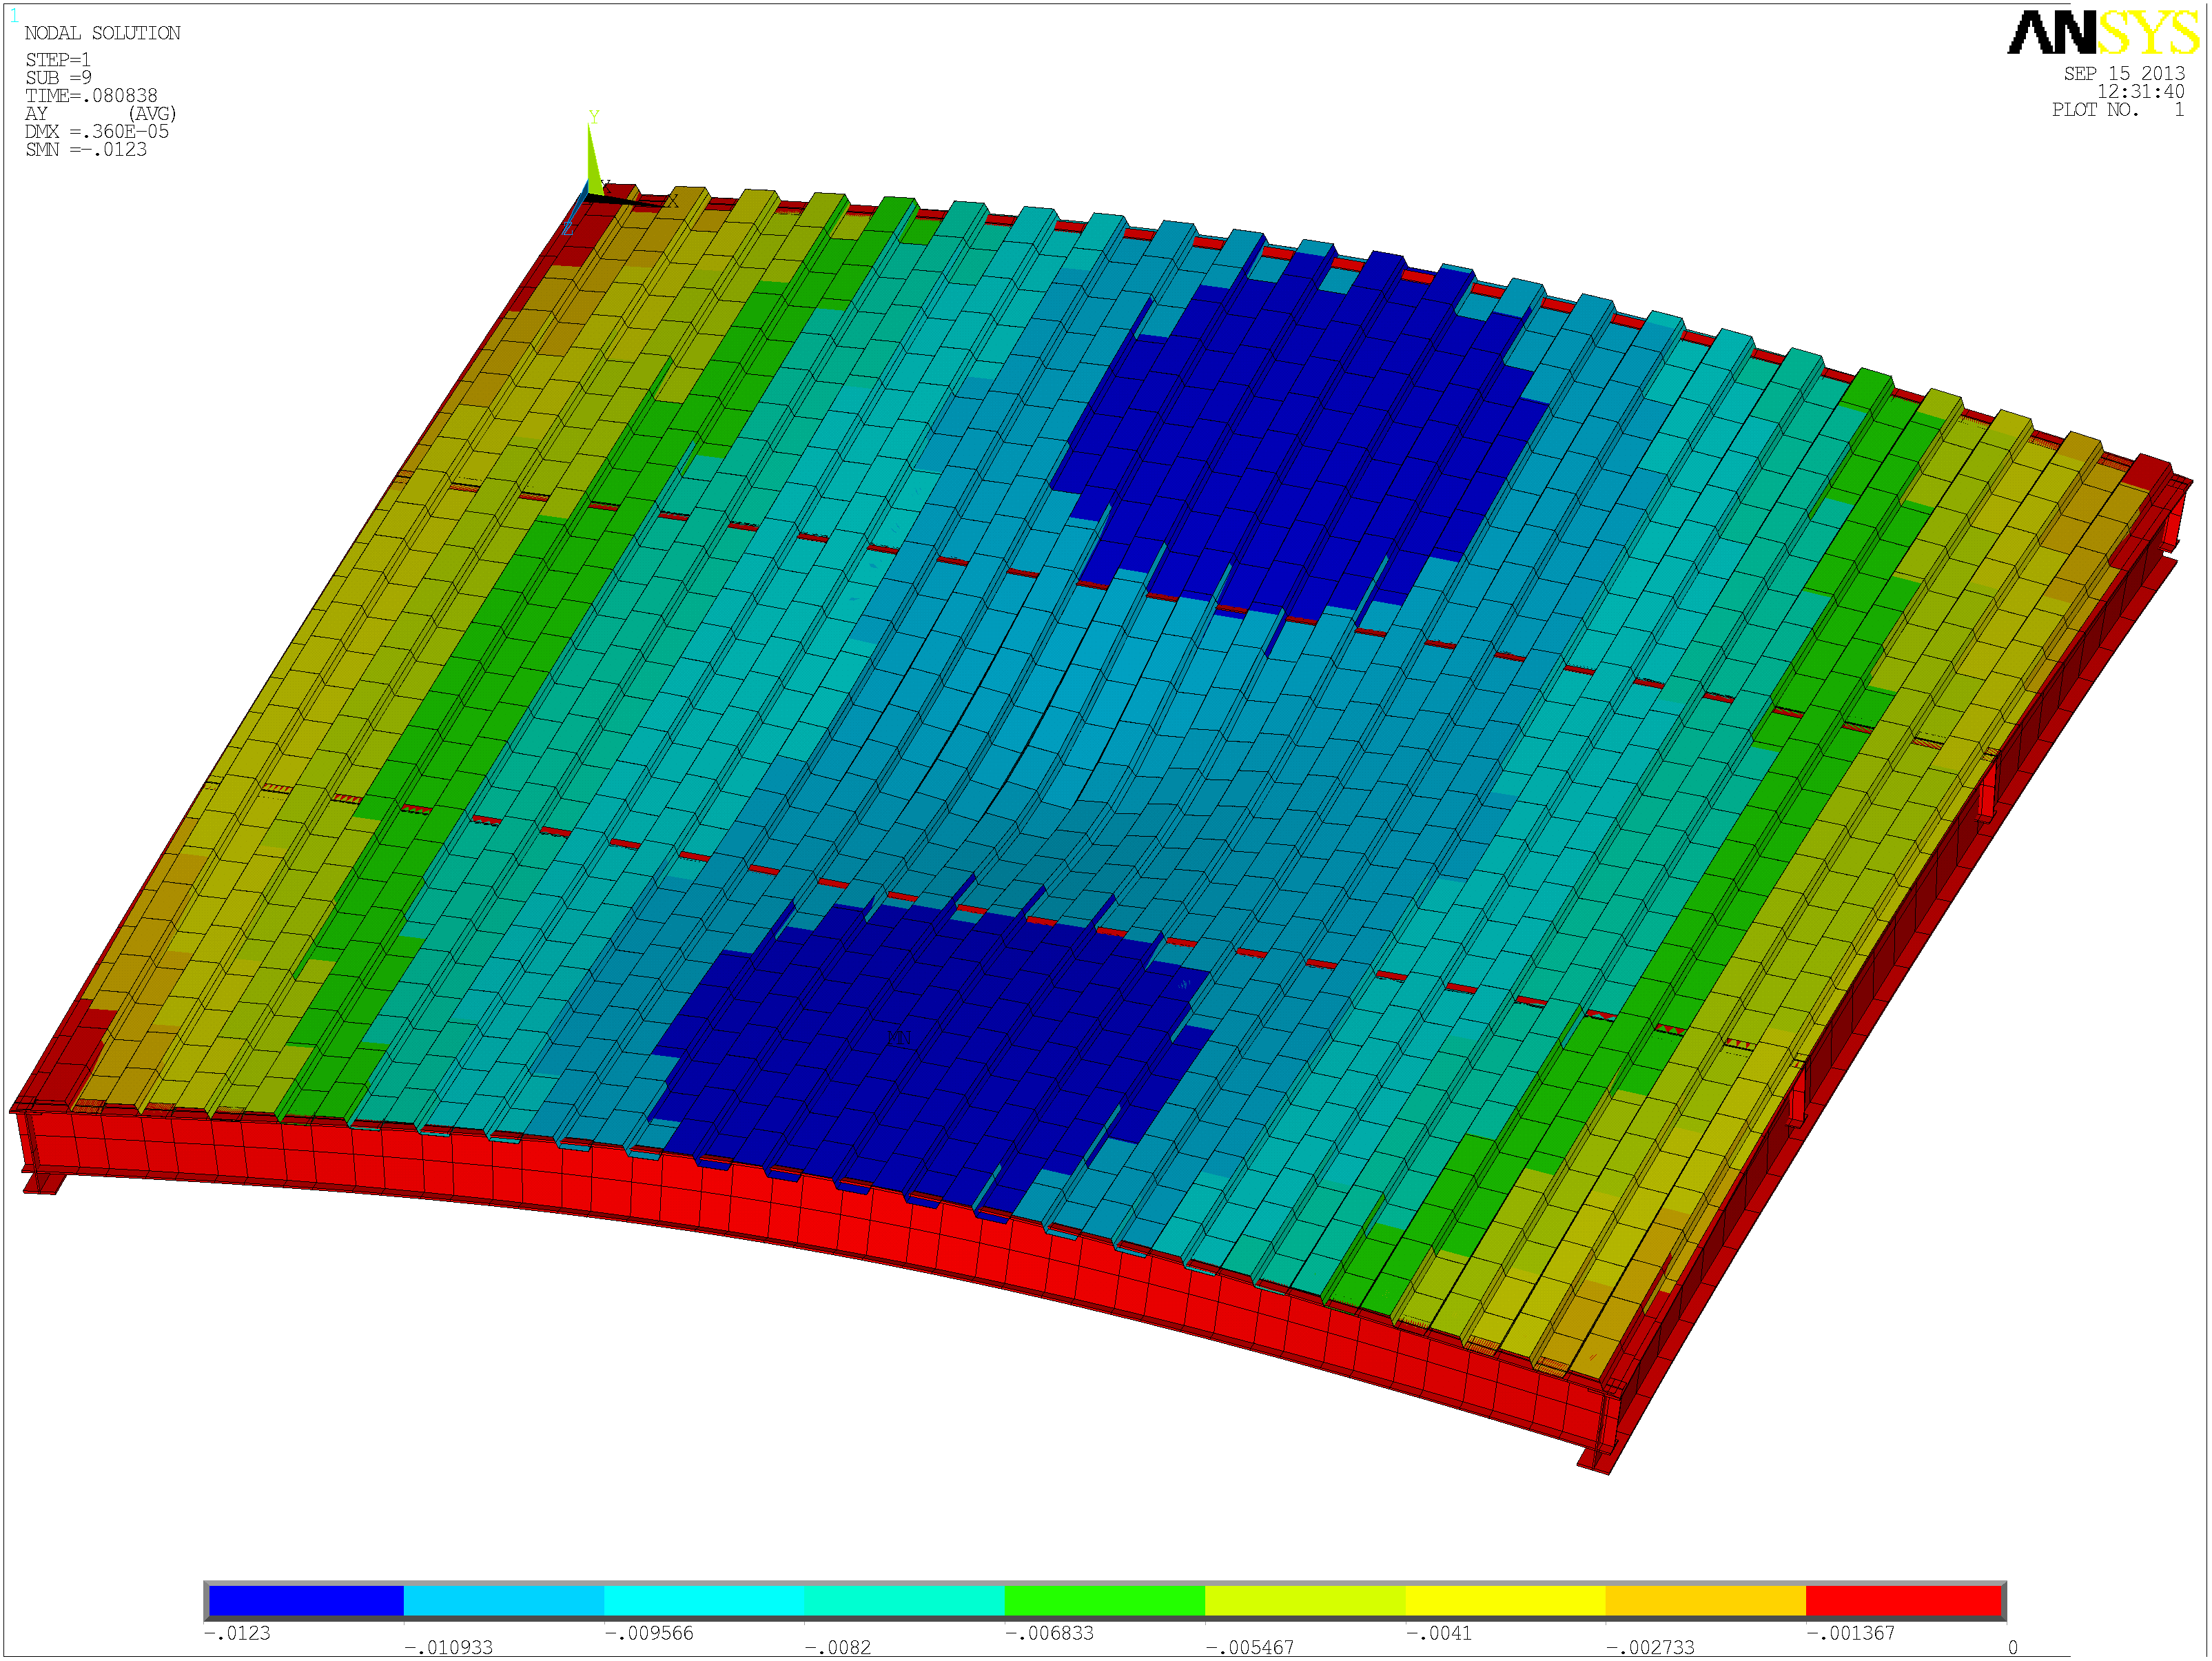 1
NODAL SOLUTION
STEP=1
SUB =9
TIME=.080838
AY (AVG)
DMX =.360E-05
SMN =-.0123
ANSYS
SEP 15 2013
12:31:40
PLOT NO. 1
Y
X
Z
-.0123
-.010933
-.009566
-.0082
-.006833
-.005467
-.0041
-.002733
-.001367
0